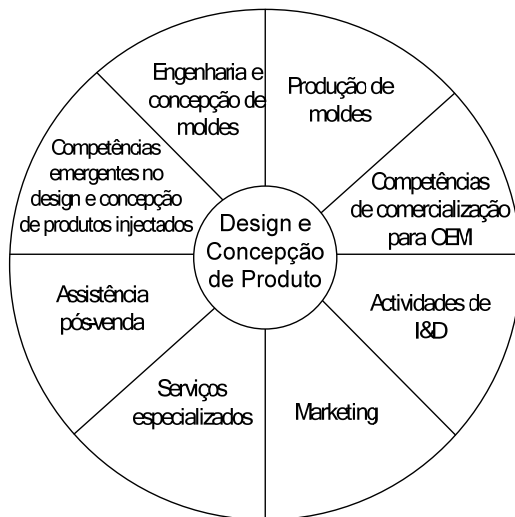 Engenharia e
concepção de
moldes
Produção de
moldes
Competências
de comercialização
para OEM
Actividades de
I&D
Marketing
Serviços
especializados
Assistência
pós-venda
Competências
emergentes no
design e concepção
de produtos injectados
Design e
Concepção
de Produto